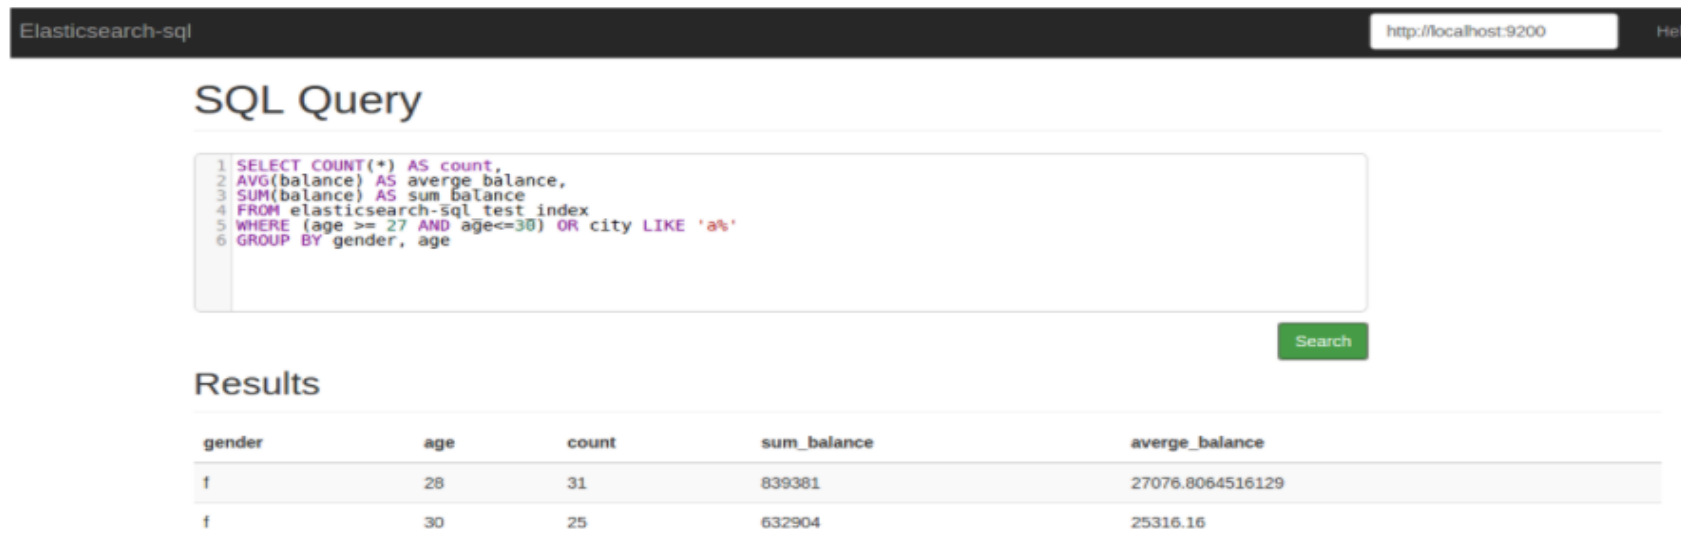 Elasticsearch-sql http://localhost:9200
SQL Query
1 SELECT COUNT(*) AS count,
2 AVG(balance) AS averge_balance,
3 SUM(balance) AS sum_balance
4 FROM elasticsearch-sql_test_index
5 WHERE (age >= 27 AND age<=30) OR city LIKE 'a%'
6 GROUP BY gender, age
Search
Results
gender age count sum_balance averge_balance
f 28 31 839381 27076.8064516129
f 30 25 632904 25316.16